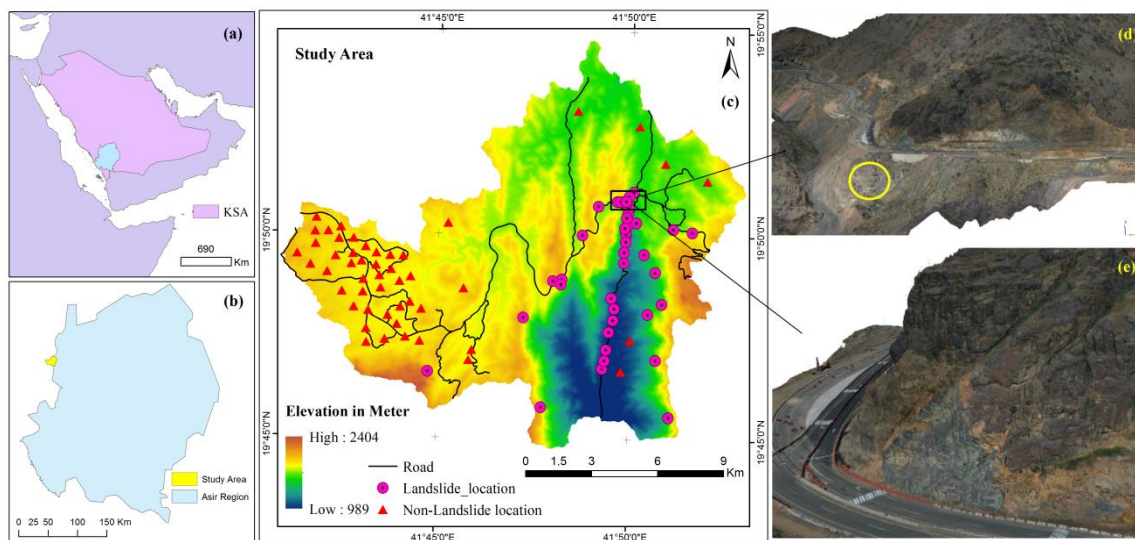 (a)
KSA
690
Km
(b)
Study Area
Asir Region
0 25 50 100 150 Km
41°45'0"E
41°50'0"E
19°55'0"N
Study Area
N
(c)
19°50'0"N
19°50'0"N
19°45'0"N
19°45'0"N
Elevation in Meter
High : 2404
Low : 989
0 1.5 3 6 9
Km
Road
Landslide_location
Non-Landslide location
41°45'0"E
41°50'0"E
(d)
(e)